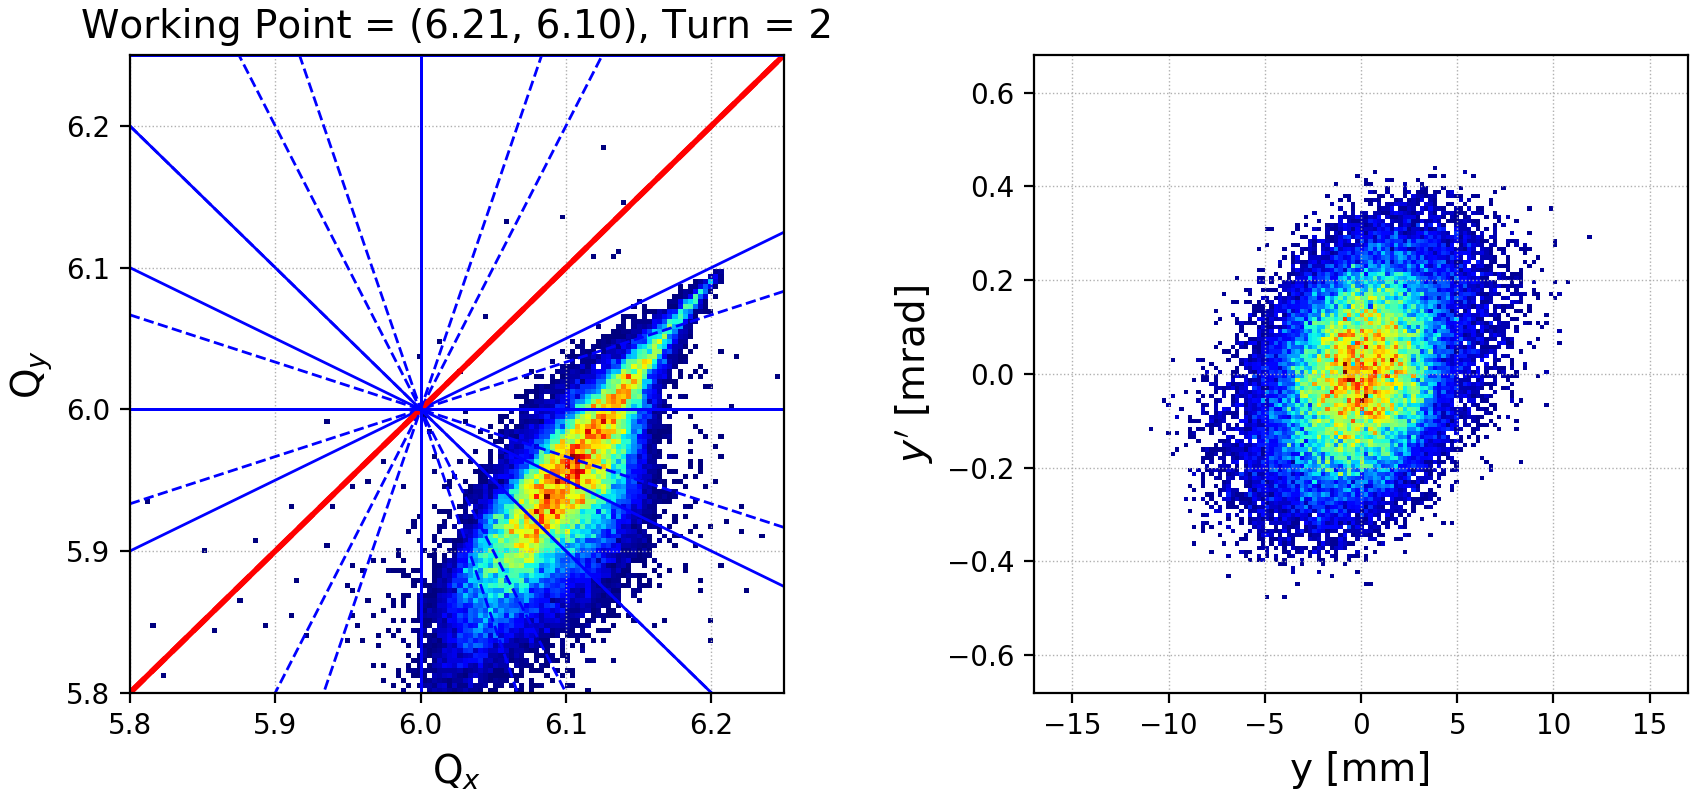 Working Point = (6.21, 6.10), Turn = 2
6.2
6.1
6.0
5.9
5.8
Q_y
5.8 5.9 6.0 6.1 6.2
Q_x
0.6
0.4
0.2
0.0
−0.2
−0.4
−0.6
y′ [mrad]
−15 −10 −5 0 5 10 15
y [mm]